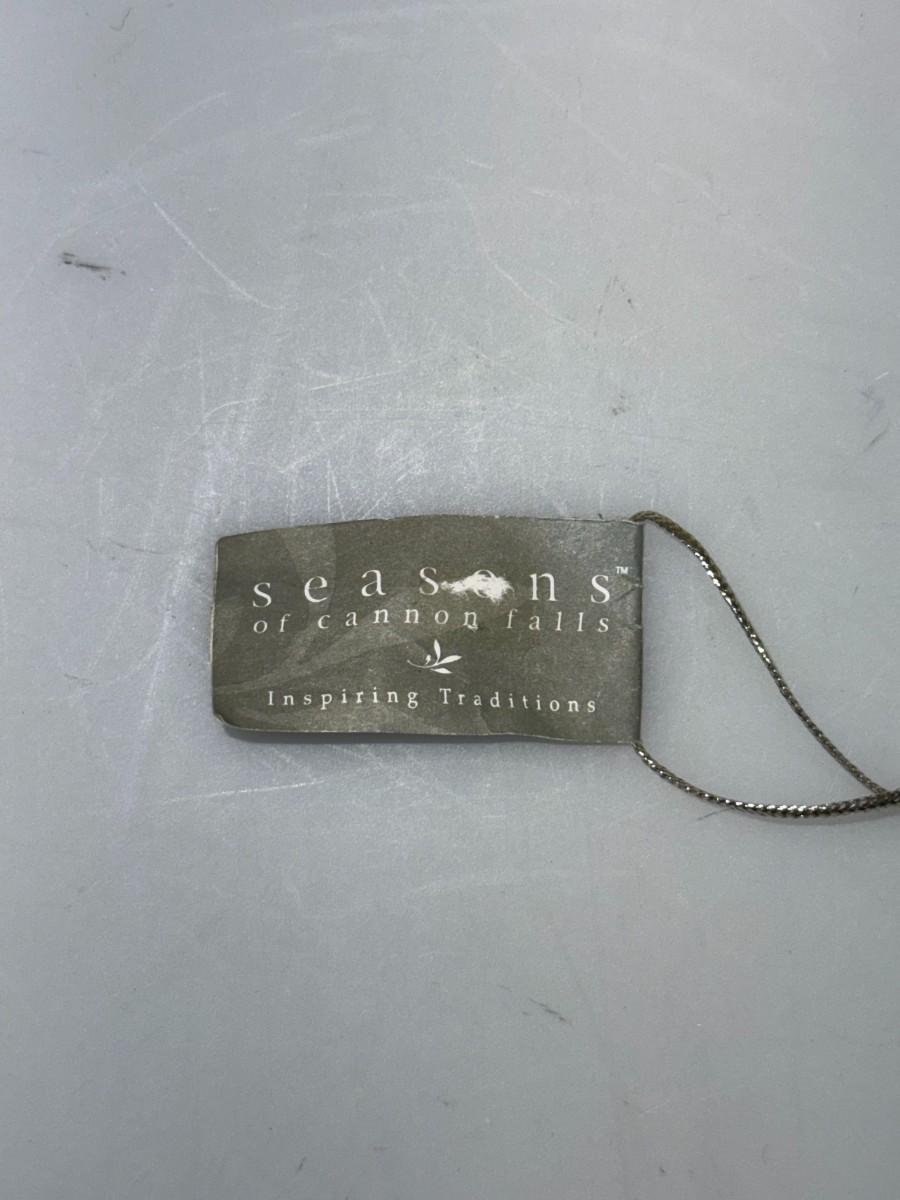 seasons™
of cannon falls
Inspiring Traditions